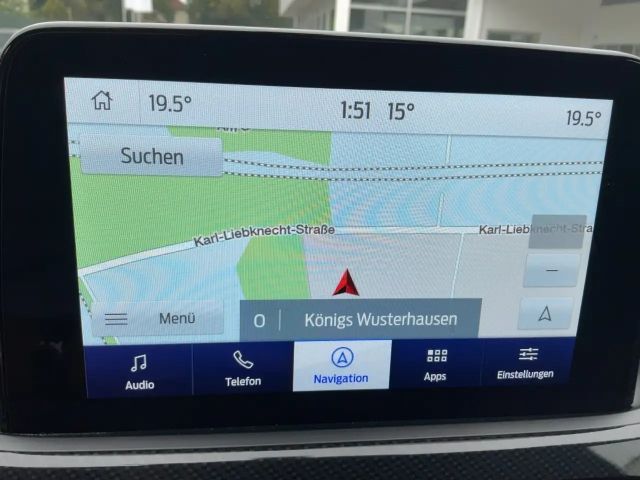 19.5° 1:51 15° 19.5°
Suchen
Karl-Liebknecht-Straße Karl-Liebknecht-Stra
Menü O Königs Wusterhausen
Audio Telefon Navigation Apps Einstellungen